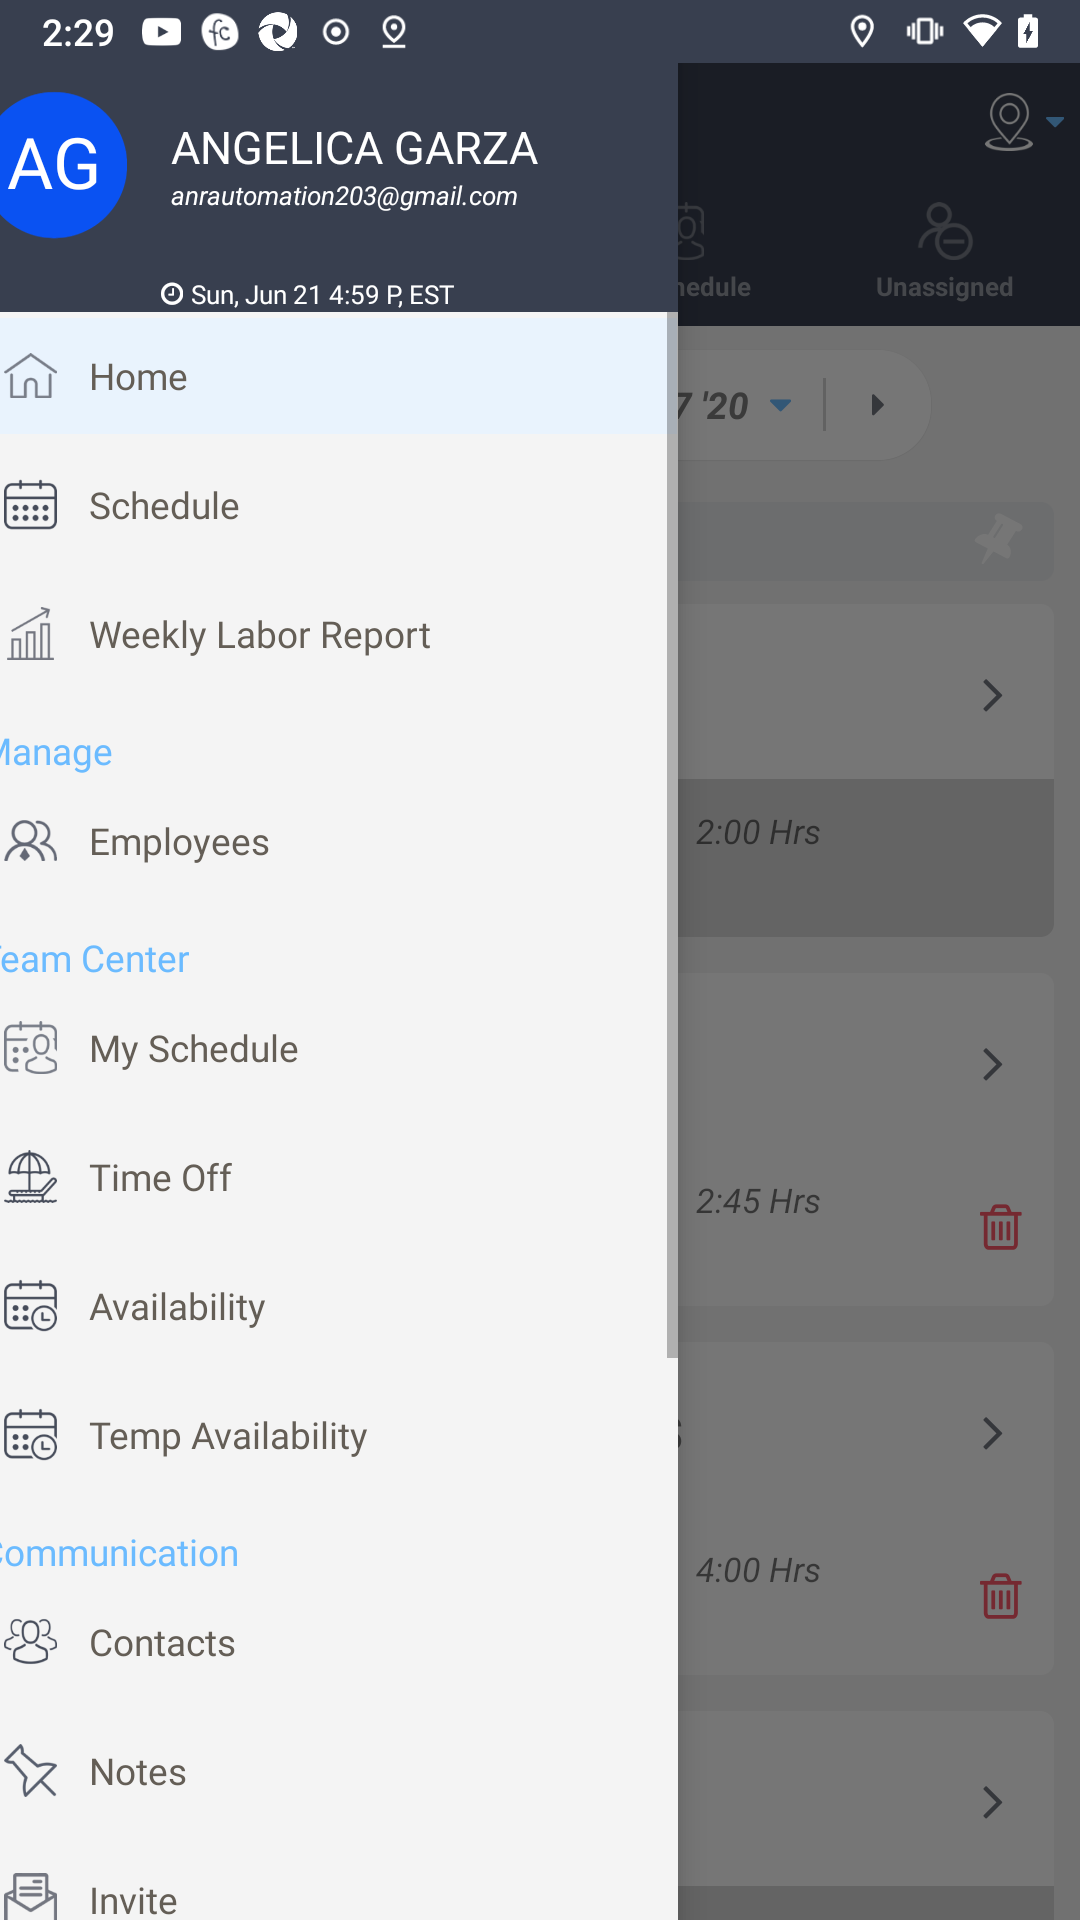 2:29
AG
ANGELICA GARZA
anrautomation203@gmail.com
Sun, Jun 21 4:59 P, EST
Unassigned
Home
7 '20
Schedule
Weekly Labor Report
Manage
2:00 Hrs
Employees
Team Center
My Schedule
Time Off
2:45 Hrs
Availability
Temp Availability
Communication
4:00 Hrs
Contacts
Notes
Invite